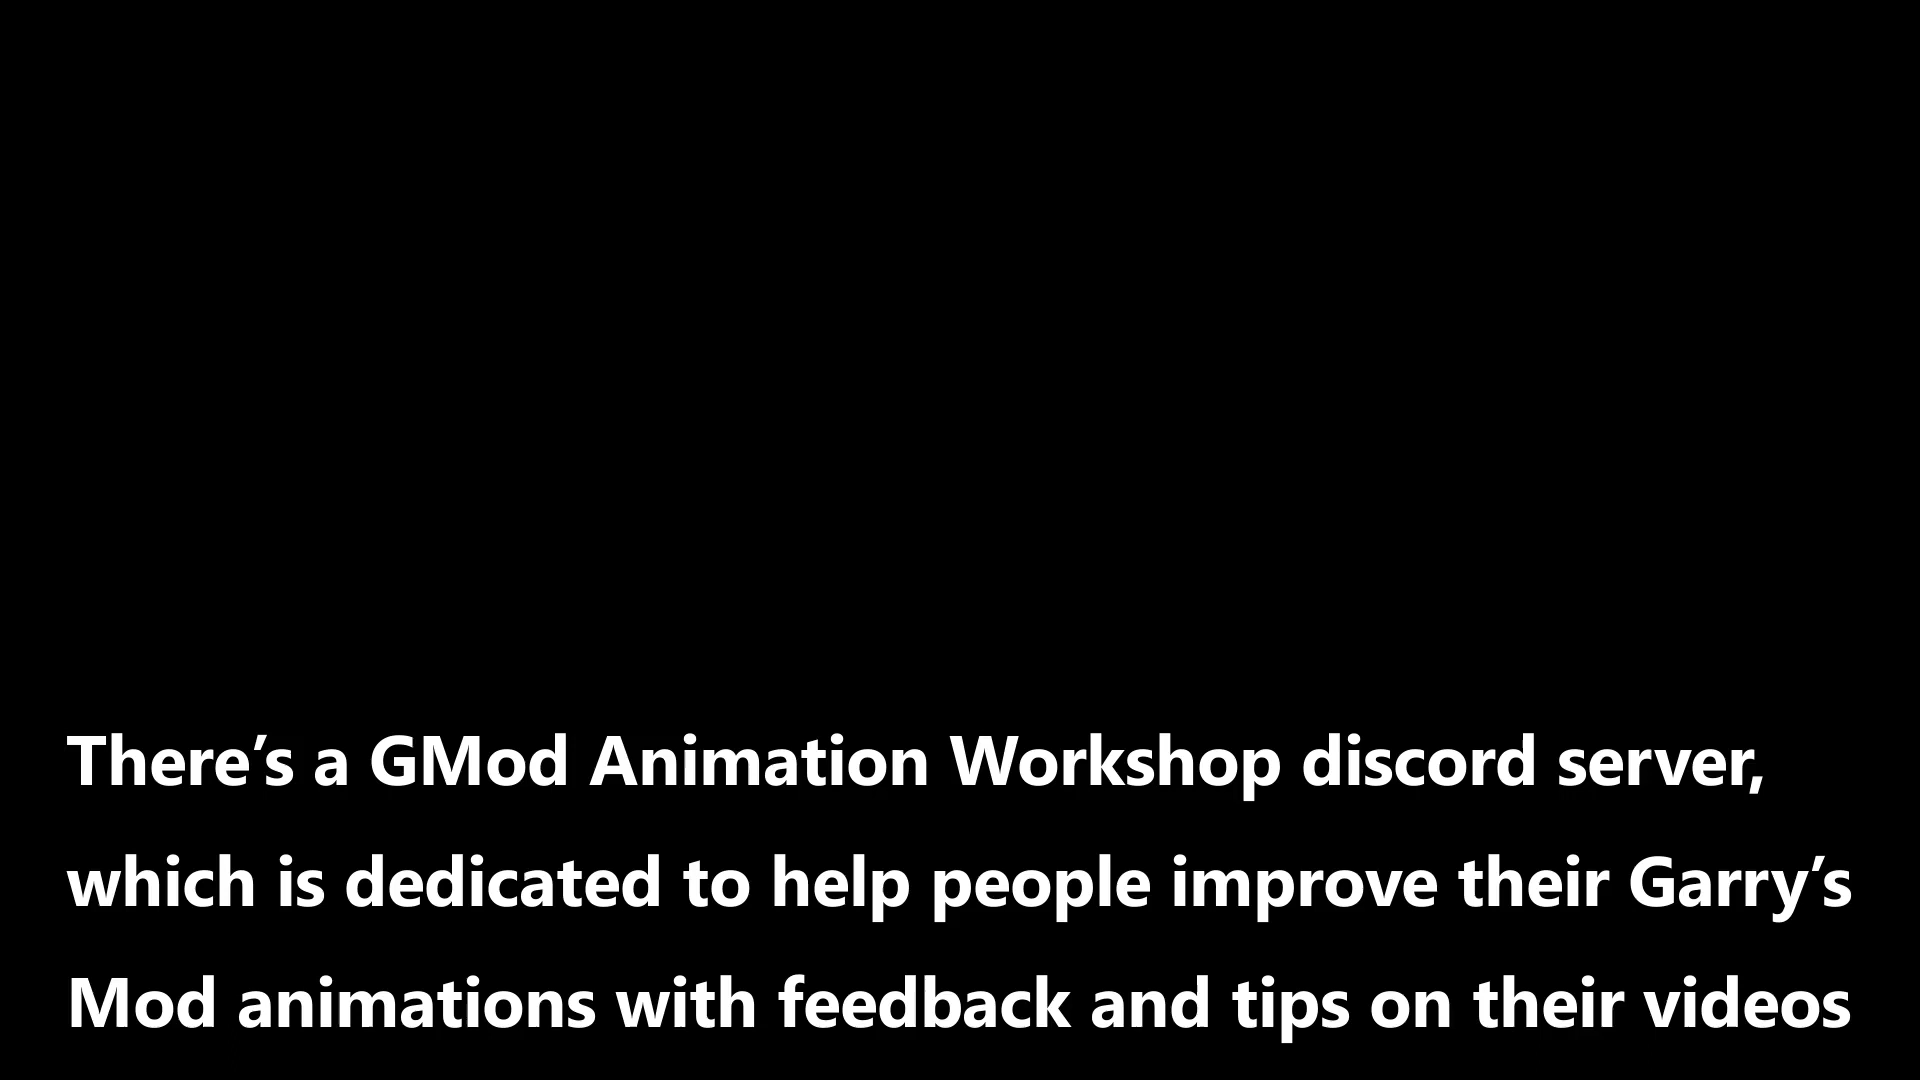 There’s a GMod Animation Workshop discord server,
which is dedicated to help people improve their Garry’s
Mod animations with feedback and tips on their videos